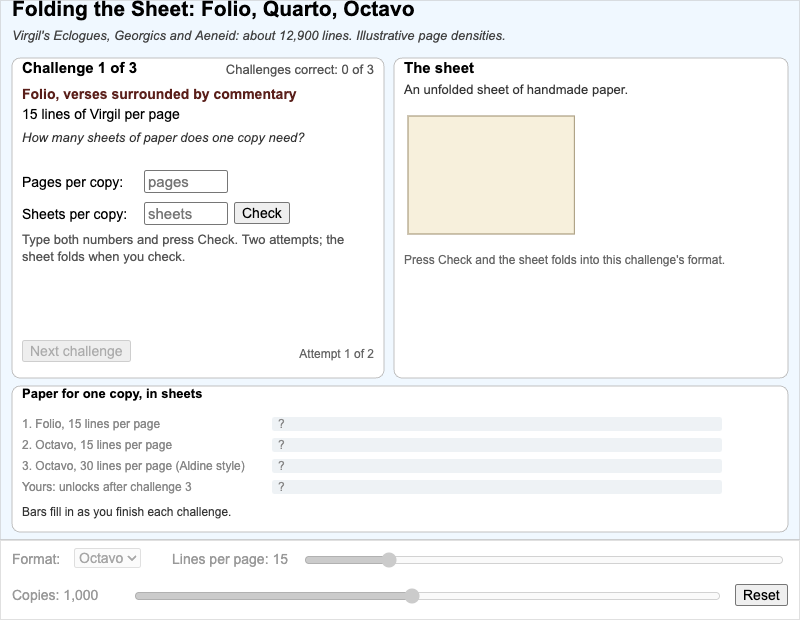 Folding the Sheet: Folio, Quarto, Octavo
Virgil's Eclogues, Georgics and Aeneid: about 12,900 lines. Illustrative page densities.
Challenge 1 of 3
Challenges correct: 0 of 3
Folio, verses surrounded by commentary
15 lines of Virgil per page
How many sheets of paper does one copy need?
Pages per copy: pages
Sheets per copy: sheets Check
Type both numbers and press Check. Two attempts; the
sheet folds when you check.
Next challenge
Attempt 1 of 2
The sheet
An unfolded sheet of handmade paper.
Press Check and the sheet folds into this challenge's format.
Paper for one copy, in sheets
1. Folio, 15 lines per page ?
2. Octavo, 15 lines per page ?
3. Octavo, 30 lines per page (Aldine style) ?
Yours: unlocks after challenge 3 ?
Bars fill in as you finish each challenge.
Format: Octavo Lines per page: 15
Copies: 1,000 Reset